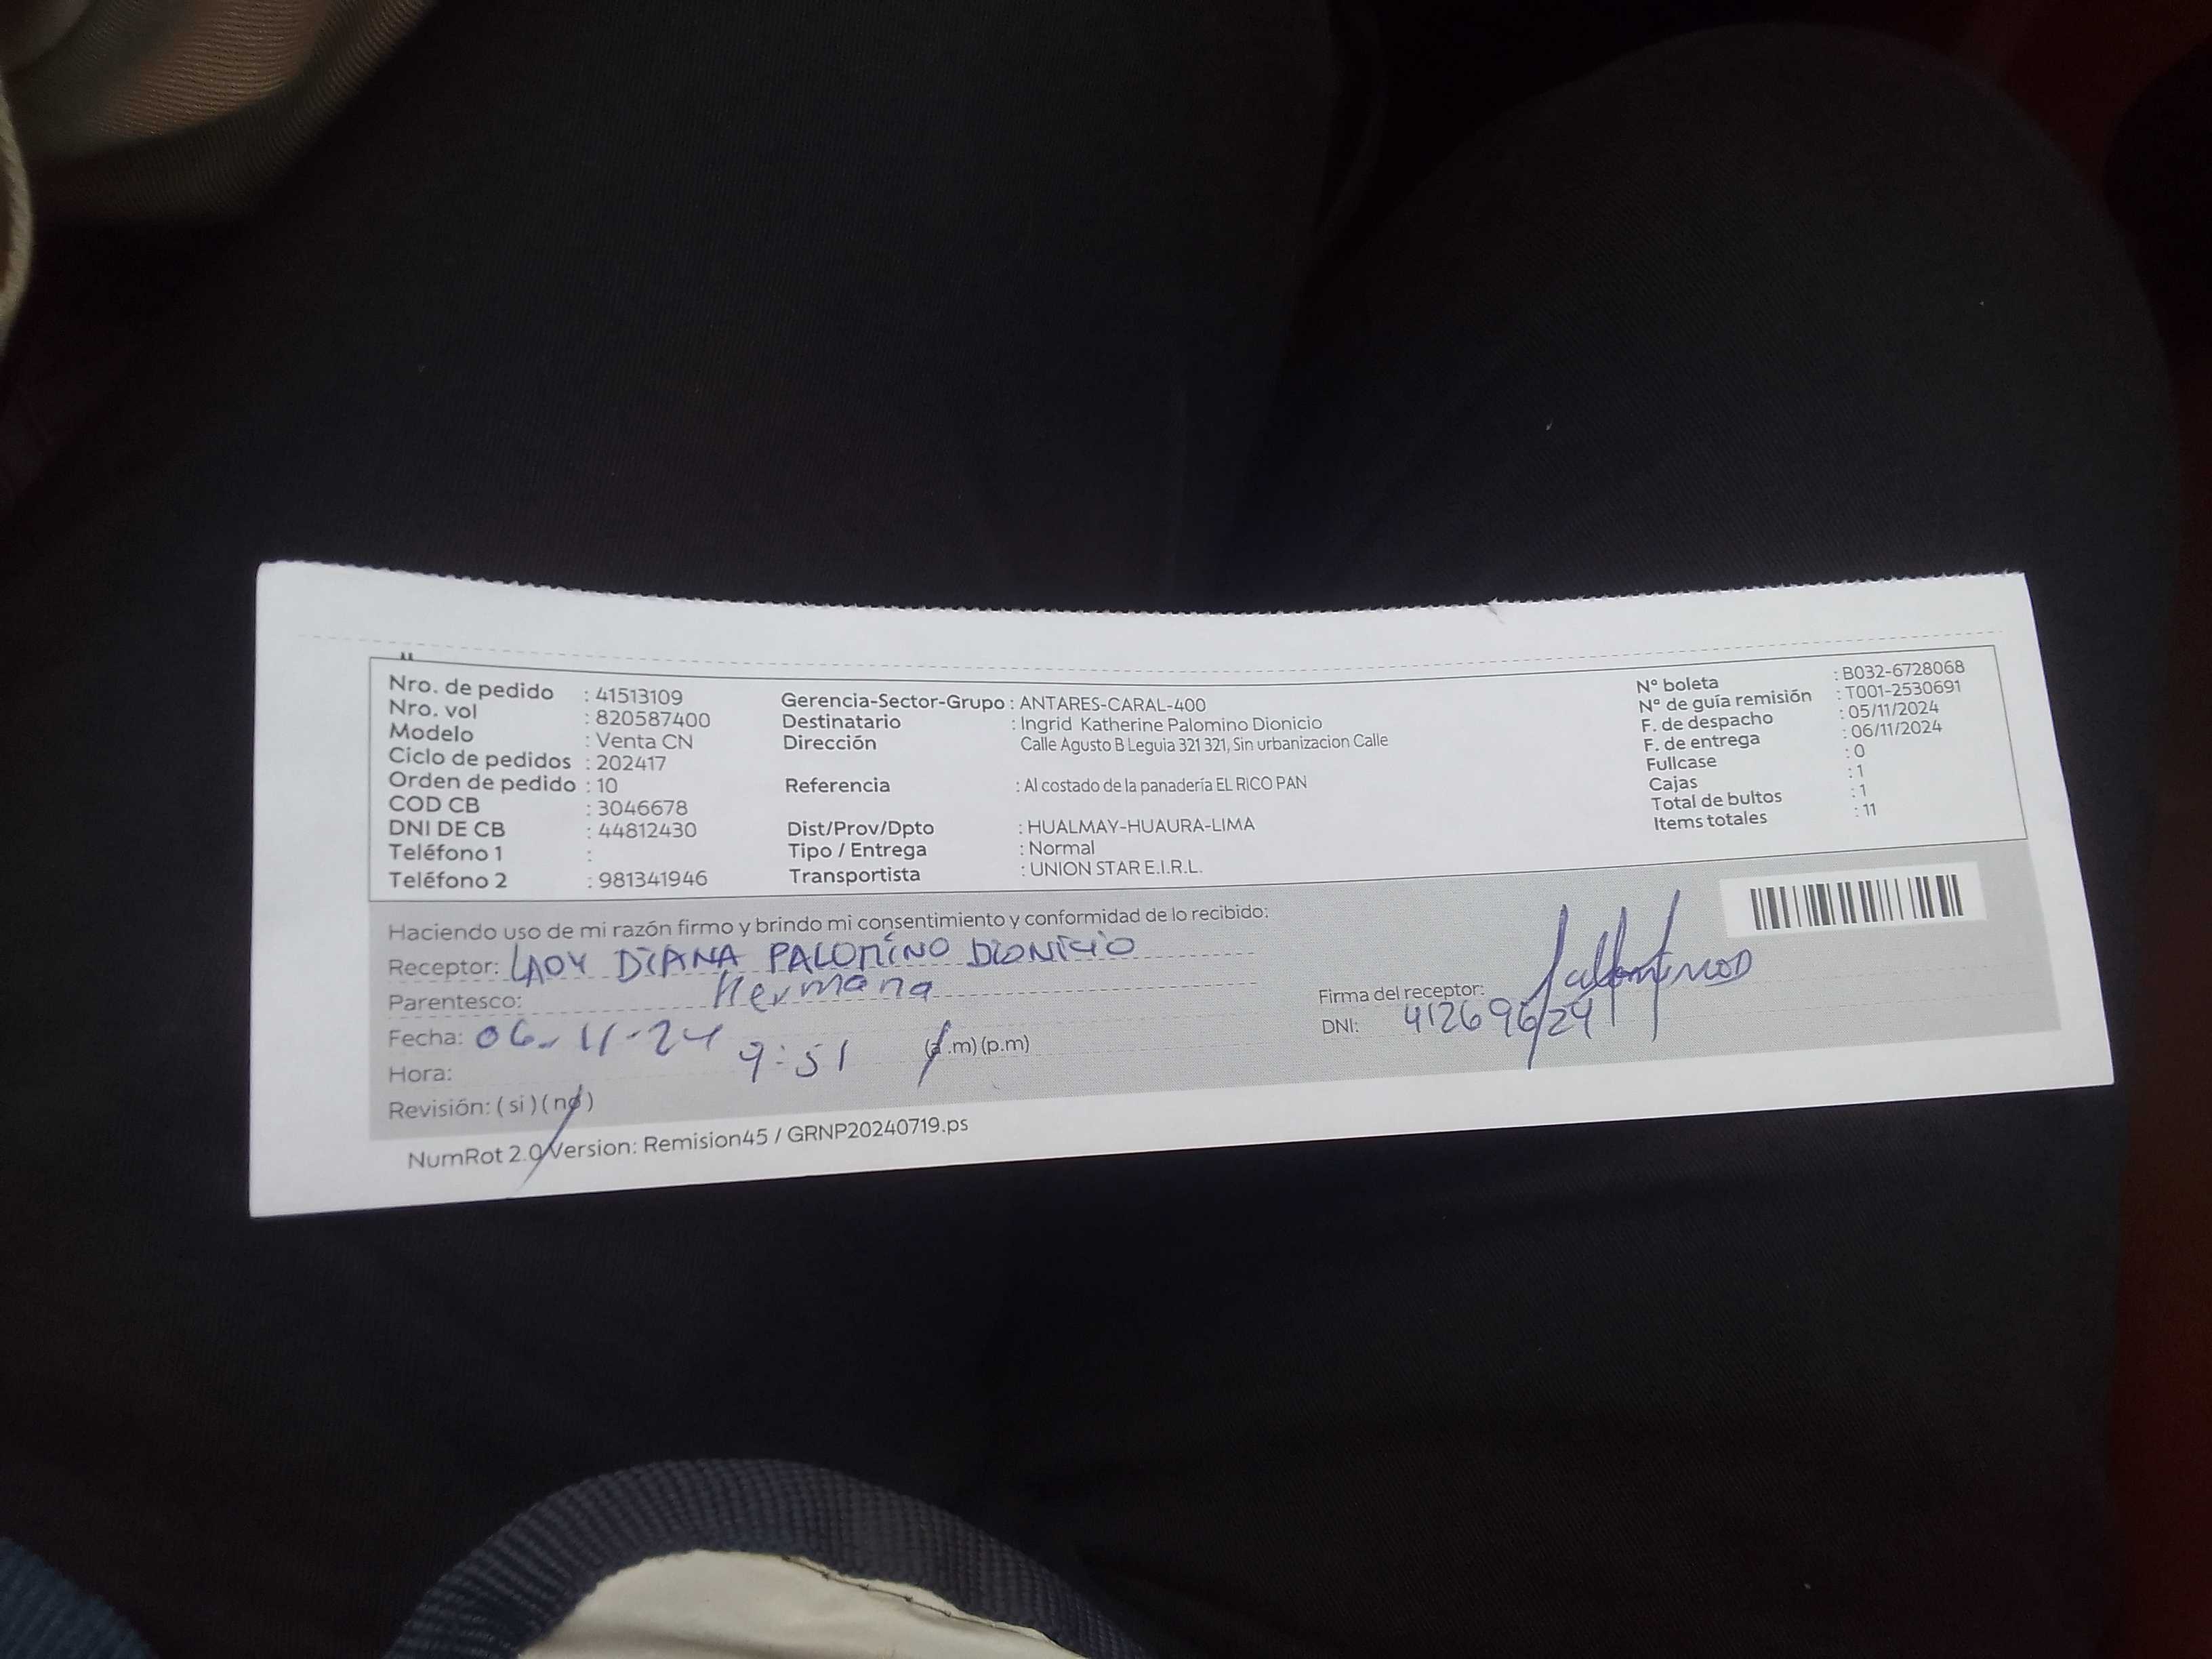 Nro. de pedido : 41513109
Nro. vol : 820587400
Modelo : Venta CN
Ciclo de pedidos : 202417
Orden de pedido : 10
COD CB : 3046678
DNI DE CB : 44812430
Teléfono 1 :
Teléfono 2 : 981341946
Gerencia-Sector-Grupo : ANTARES-CARAL-400
Destinatario : Ingrid Katherine Palomino Dionicio
Dirección Calle Agusto B Leguia 321 321, Sin urbanizacion Calle
Referencia : Al costado de la panadería EL RICO PAN
Dist/Prov/Dpto : HUALMAY-HUAURA-LIMA
Tipo / Entrega : Normal
Transportista : UNION STAR E.I.R.L.
N° boleta : B032-6728068
N° de guía remisión : T001-2530691
F. de despacho : 05/11/2024
F. de entrega : 06/11/2024
Fullcase : 0
Cajas : 1
Total de bultos : 1
Items totales : 11
Haciendo uso de mi razón firmo y brindo mi consentimiento y conformidad de lo recibido:
Receptor: LADY DIANA PALOMINO DIONICIO
Parentesco: Hermana
Fecha: 06-11-24
Hora: 9:51 (a.m) (p.m)
Revisión: ( si ) ( no )
Firma del receptor:
DNI: 41269624
NumRot 2.0 Version: Remision45 / GRNP20240719.ps